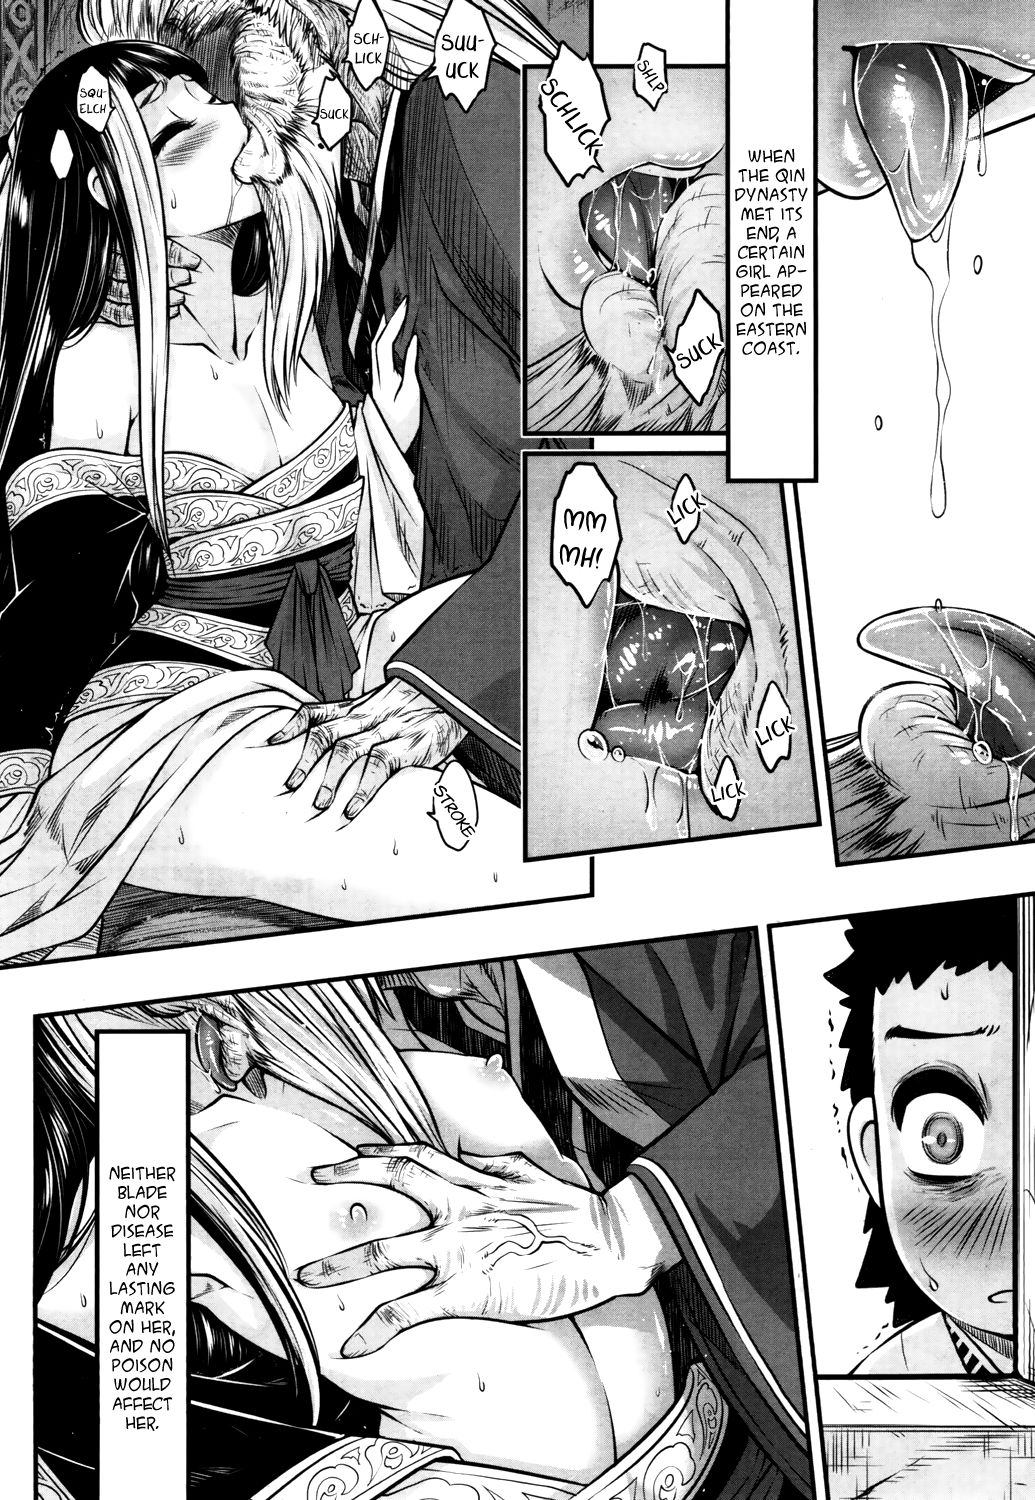 WHEN
THE QIN
DYNASTY
MET ITS
END, A
CERTAIN
GIRL AP-
PEARED
ON THE
EASTERN
COAST.
SHLP
SCHLICK
SUCK
SUU-
UCK
SCH-
LICK
SUCK
SQU-
ELCH
LICK
MM
MH!
LICK
LICK
STROKE
NEITHER
BLADE
NOR
DISEASE
LEFT
ANY
LASTING
MARK
ON HER,
AND NO
POISON
WOULD
AFFECT
HER.